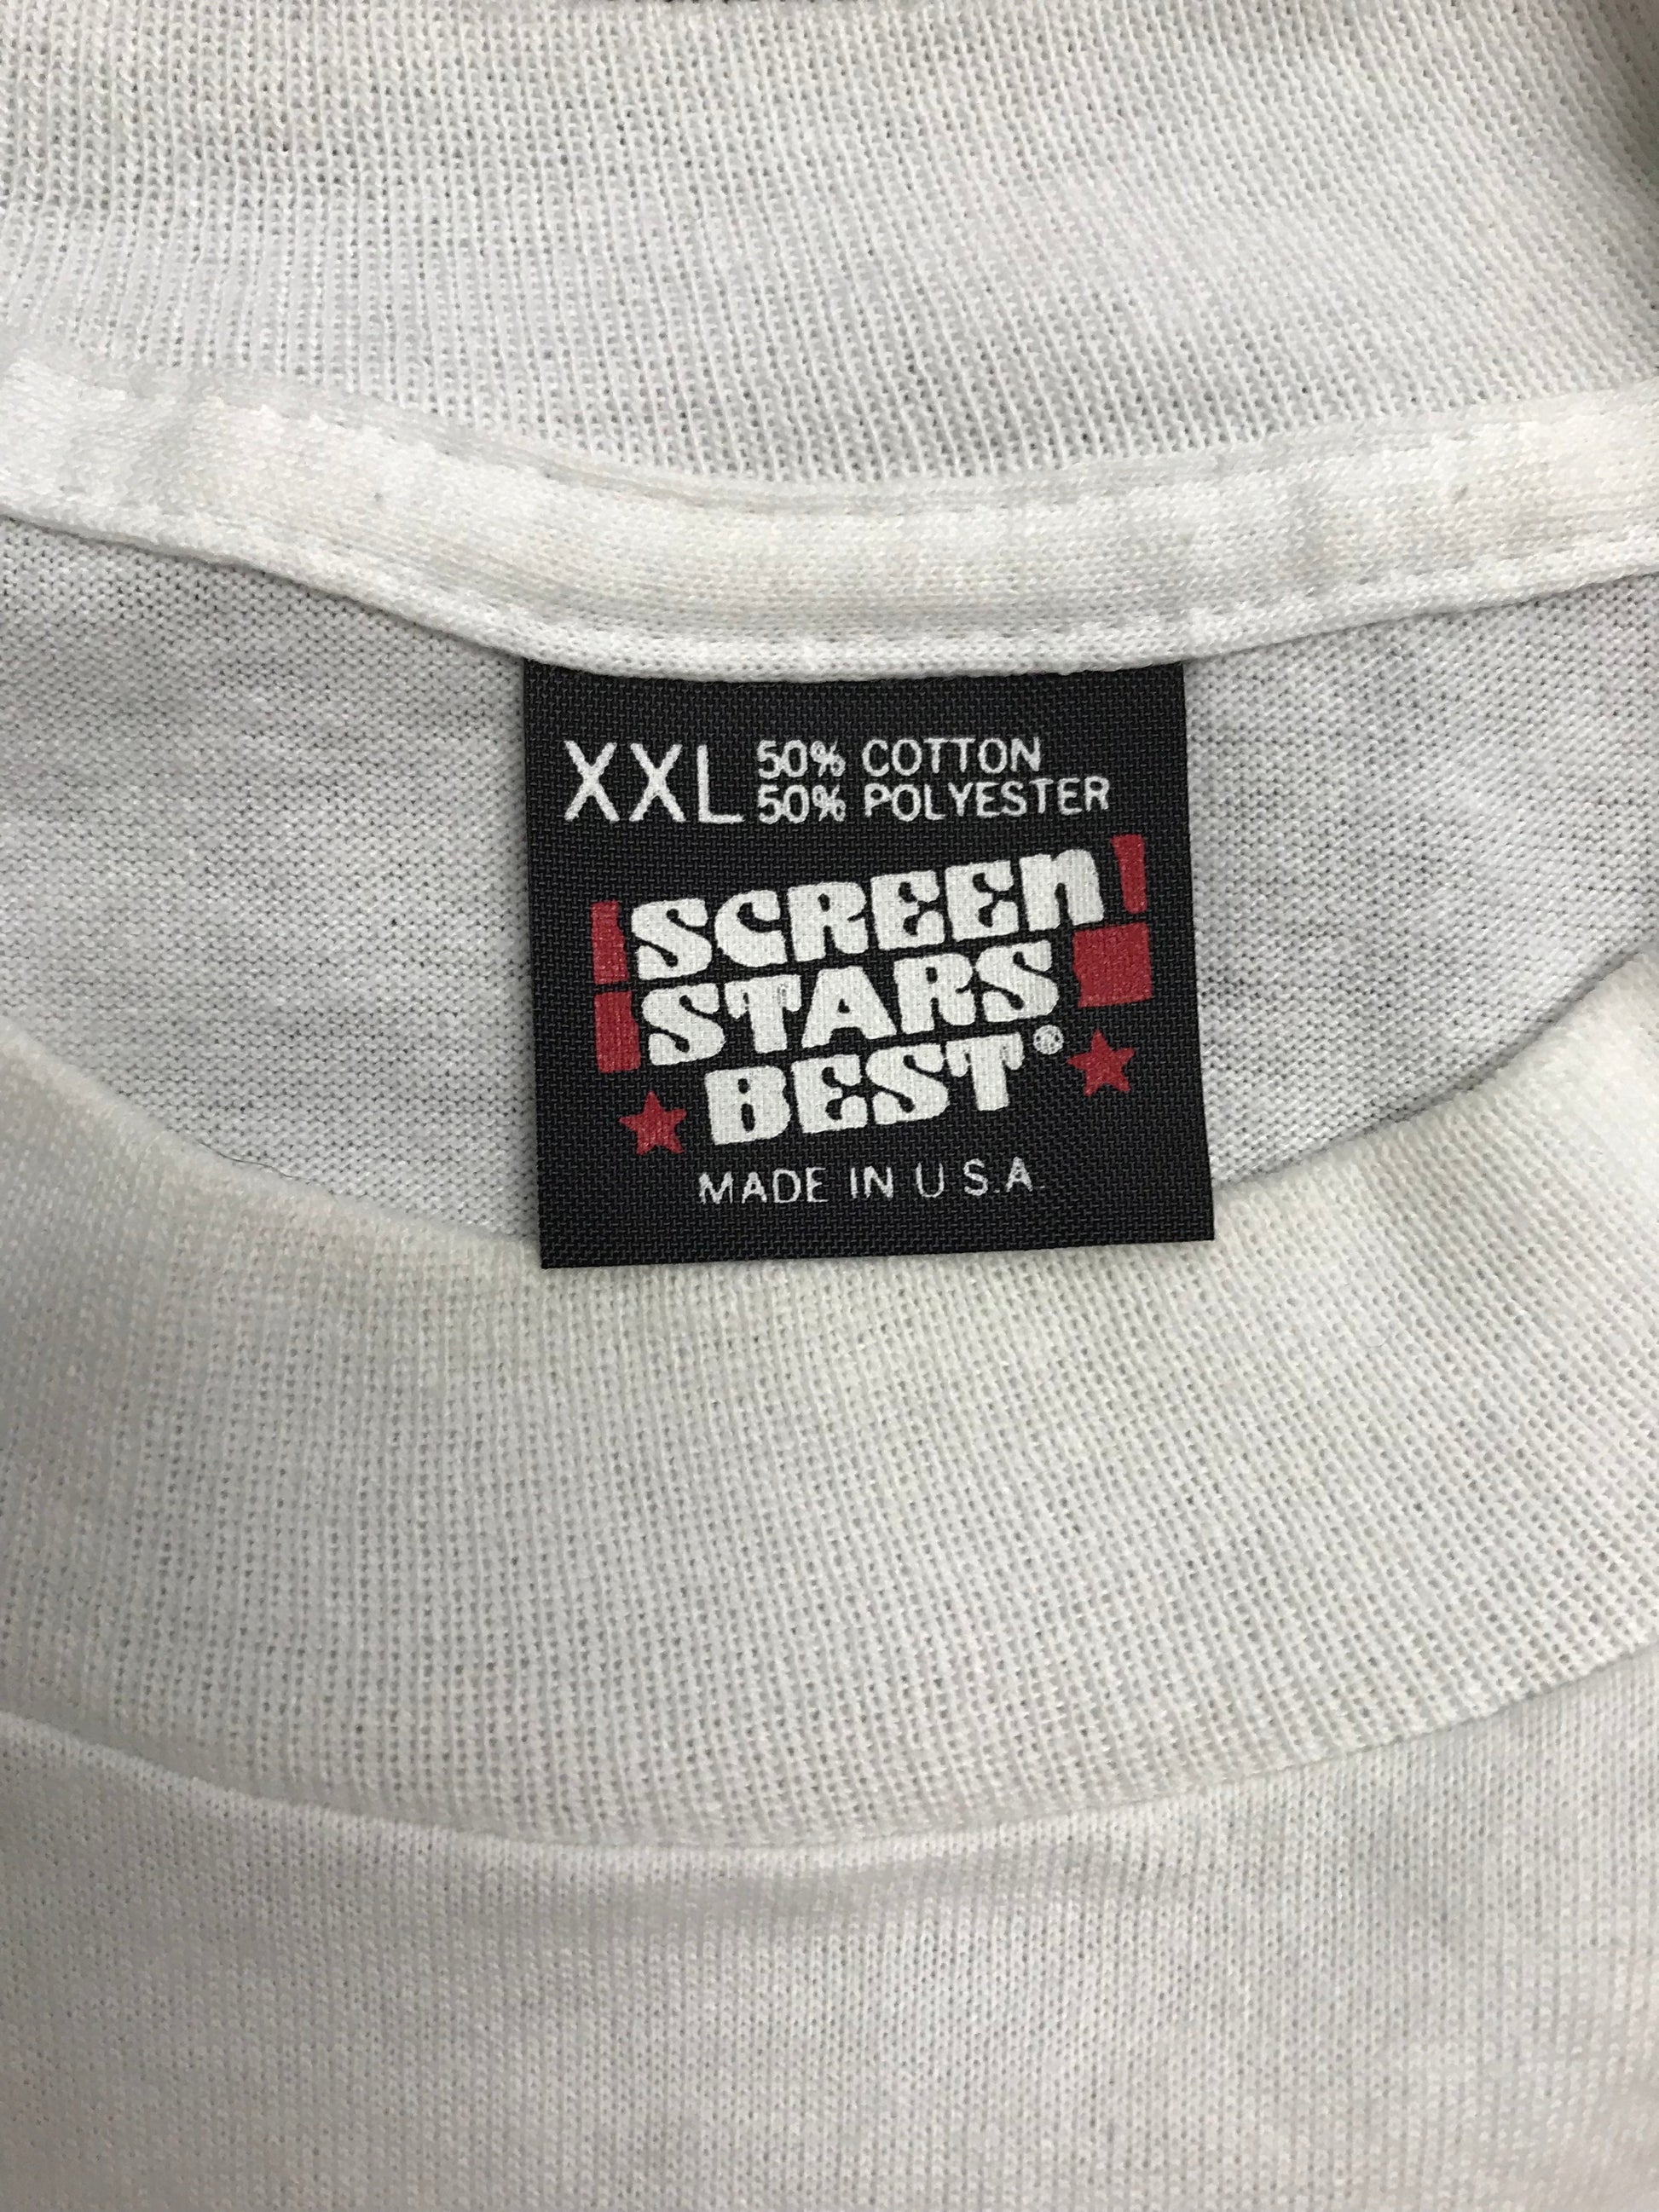 XXL 50% COTTON
50% POLYESTER
SCREEN
STARS
BEST®
MADE IN U.S.A.